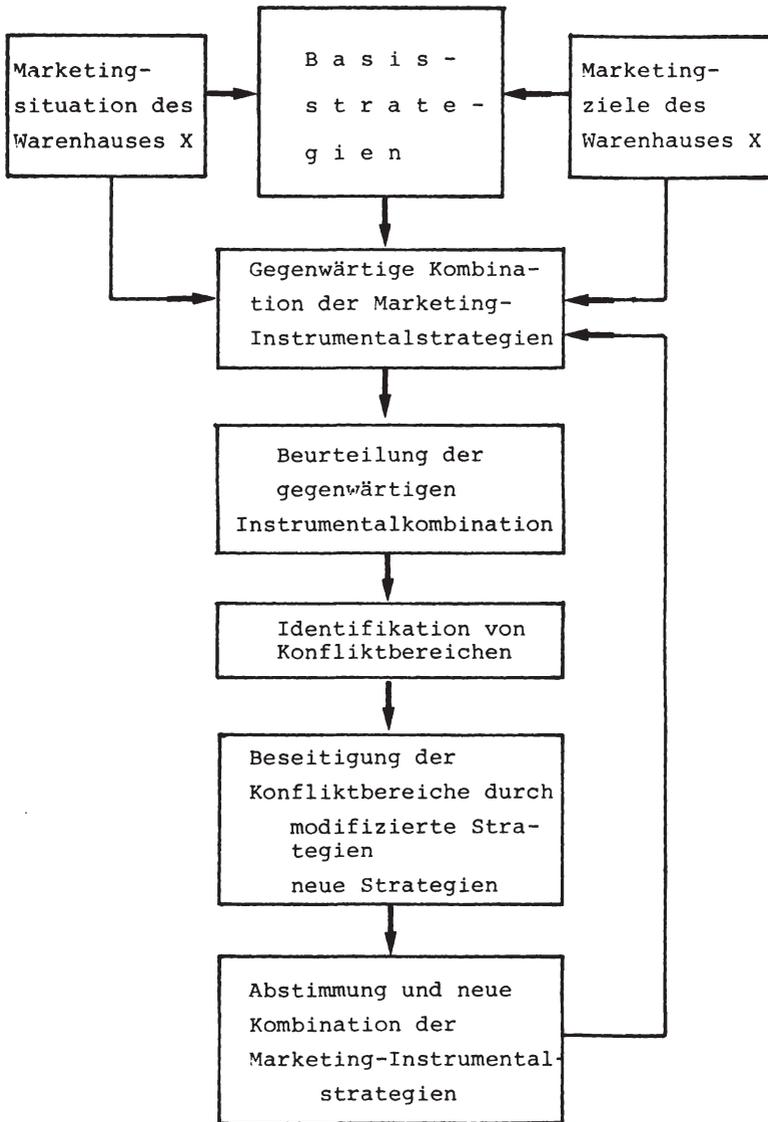 Marketing-
situation des
Warenhauses X
B a s i s -
s t r a t e -
g i e n
Marketing-
ziele des
Warenhauses X
Gegenwärtige Kombina-
tion der Marketing-
Instrumentalstrategien
Beurteilung der
gegenwärtigen
Instrumentalkombination
Identifikation von
Konfliktbereichen
Beseitigung der
Konfliktbereiche durch
modifizierte Stra-
tegien
neue Strategien
Abstimmung und neue
Kombination der
Marketing-Instrumental-
strategien